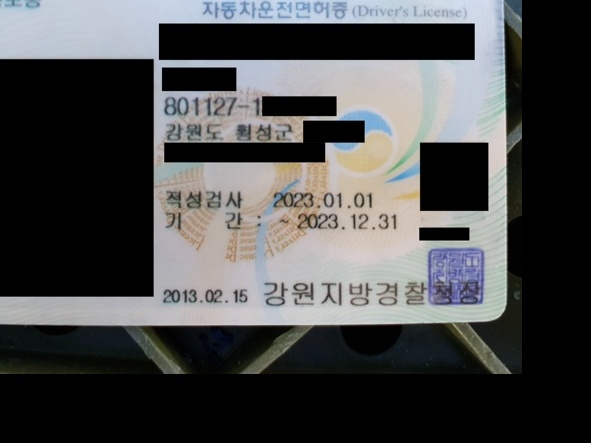 자동차운전면허증 (Driver's License)
801127-1
강원도 횡성군
적성검사 2023.01.01
기 간 : ~ 2023.12.31
2013.02.15 강원지방경찰청장